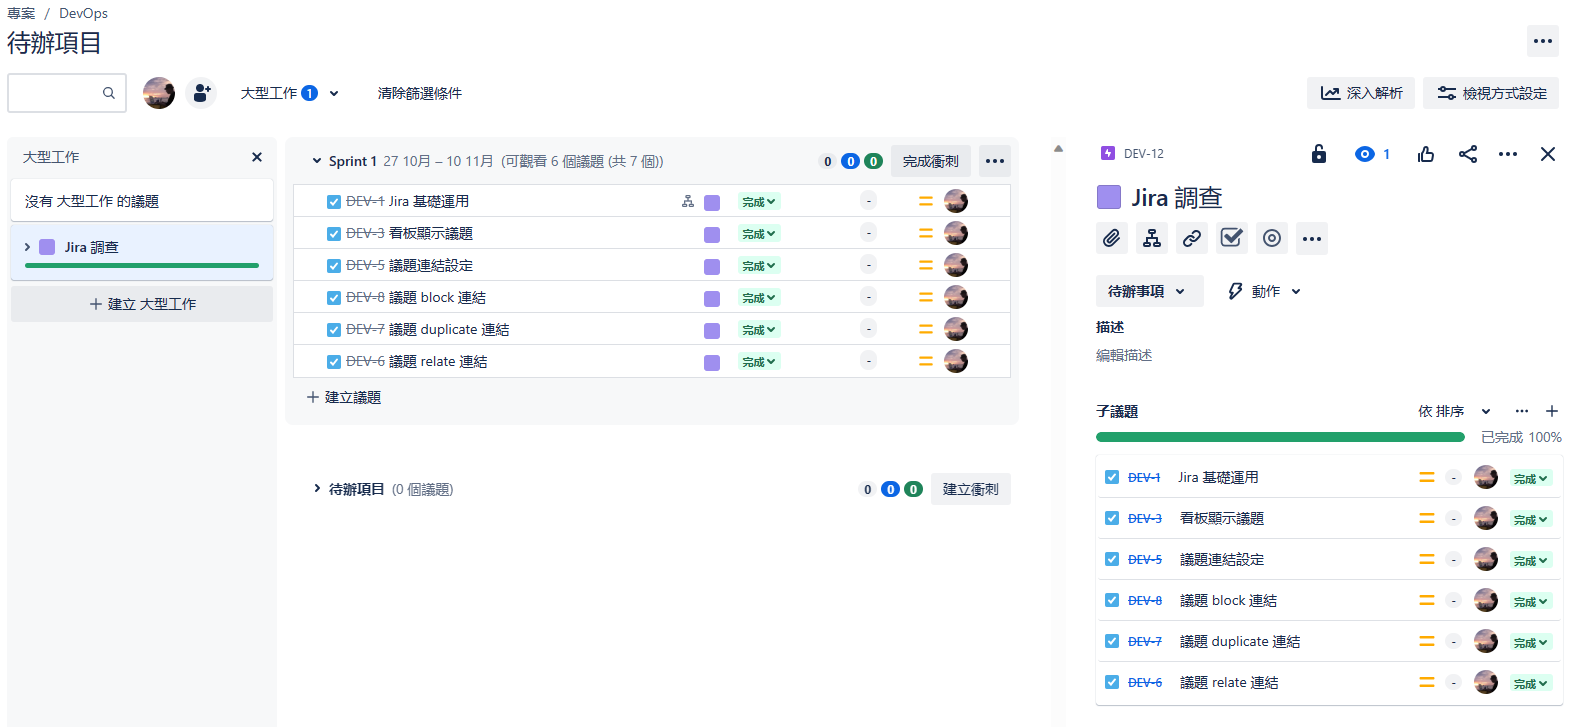 專案 / DevOps
待辦項目
大型工作 1 清除篩選條件 深入解析 檢視方式設定
大型工作
沒有 大型工作 的議題
Jira 調查
建立 大型工作
Sprint 1 27 10月 – 10 11月 (可觀看 6 個議題 (共 7 個)) 0 0 0 完成衝刺
DEV-1 Jira 基礎運用 完成 -
DEV-3 看板顯示議題 完成 -
DEV-5 議題連結設定 完成 -
DEV-8 議題 block 連結 完成 -
DEV-7 議題 duplicate 連結 完成 -
DEV-6 議題 relate 連結 完成 -
建立議題
待辦項目 (0 個議題) 0 0 0 建立衝刺
DEV-12 1
Jira 調查
待辦事項 動作
描述
編輯描述
子議題 依 排序
已完成 100%
DEV-1 Jira 基礎運用 - 完成
DEV-3 看板顯示議題 - 完成
DEV-5 議題連結設定 - 完成
DEV-8 議題 block 連結 - 完成
DEV-7 議題 duplicate 連結 - 完成
DEV-6 議題 relate 連結 - 完成